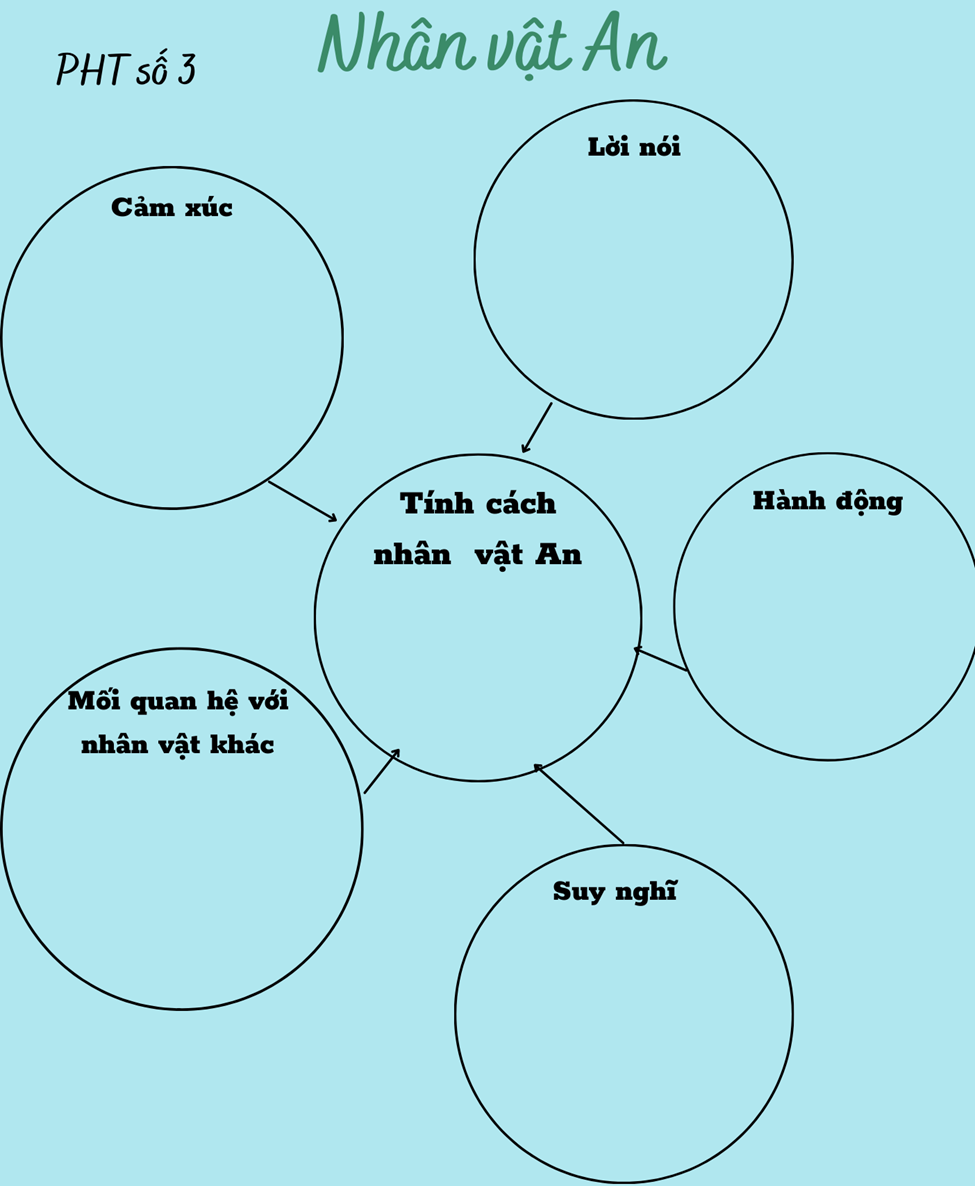 Nhân vật An
PHT số 3
Lời nói
Cảm xúc
Tính cách
nhân vật An
Hành động
Mối quan hệ với
nhân vật khác
Suy nghĩ